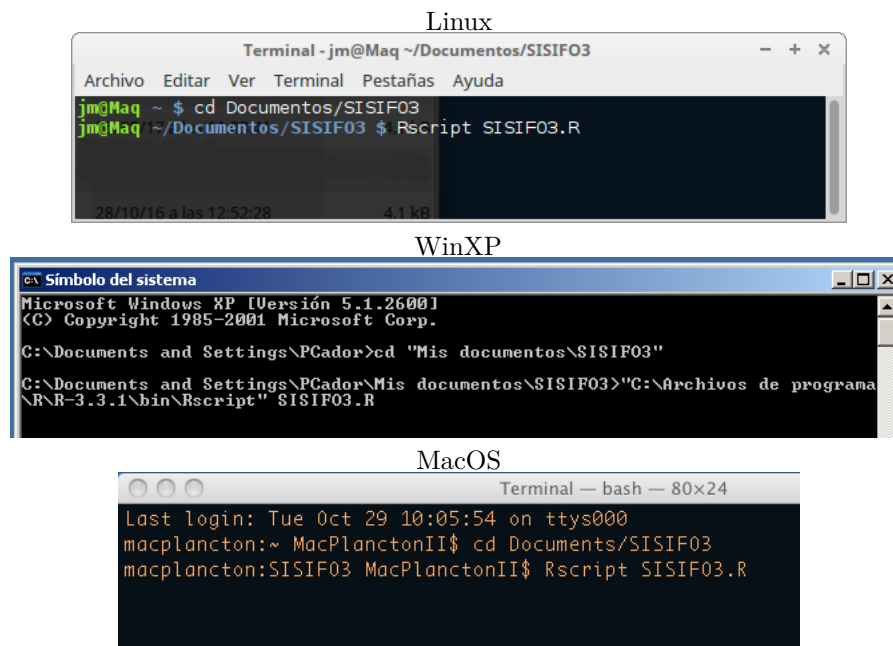 Linux
Terminal - jm@Maq ~/Documentos/SISIFO3
Archivo Editar Ver Terminal Pestañas Ayuda
jm@Maq ~ $ cd Documentos/SISIFO3
jm@Maq ~/Documentos/SISIFO3 $ Rscript SISIFO3.R
28/10/16 a las 12:52:28 4.1 kB
WinXP
Símbolo del sistema
Microsoft Windows XP [Versión 5.1.2600]
(C) Copyright 1985-2001 Microsoft Corp.
C:\Documents and Settings\PCador>cd "Mis documentos\SISIFO3"
C:\Documents and Settings\PCador\Mis documentos\SISIFO3>"C:\Archivos de programa
\R\R-3.3.1\bin\Rscript" SISIFO3.R
MacOS
Terminal — bash — 80×24
Last login: Tue Oct 29 10:05:54 on ttys000
macplancton:~ MacPlanctonII$ cd Documents/SISIFO3
macplancton:SISIFO3 MacPlanctonII$ Rscript SISIFO3.R